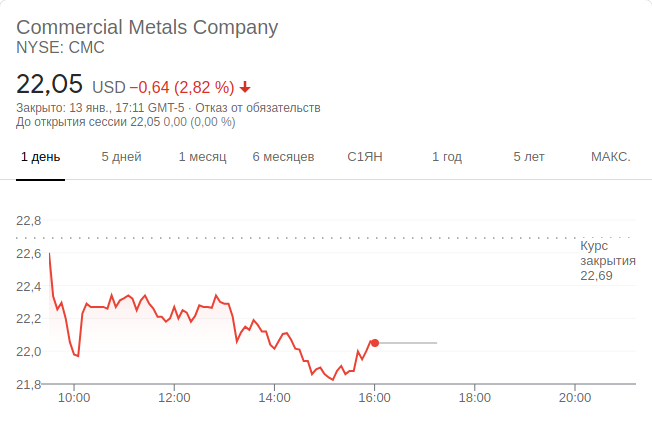 Commercial Metals Company
NYSE: CMC
22,05 USD −0,64 (2,82 %)
Закрыто: 13 янв., 17:11 GMT-5 · Отказ от обязательств
До открытия сессии 22,05 0,00 (0,00 %)
1 день 5 дней 1 месяц 6 месяцев С1ЯН 1 год 5 лет МАКС.
22,8
Курс
закрытия
22,69
22,6
22,4
22,2
22,0
21,8
10:00 12:00 14:00 16:00 18:00 20:00